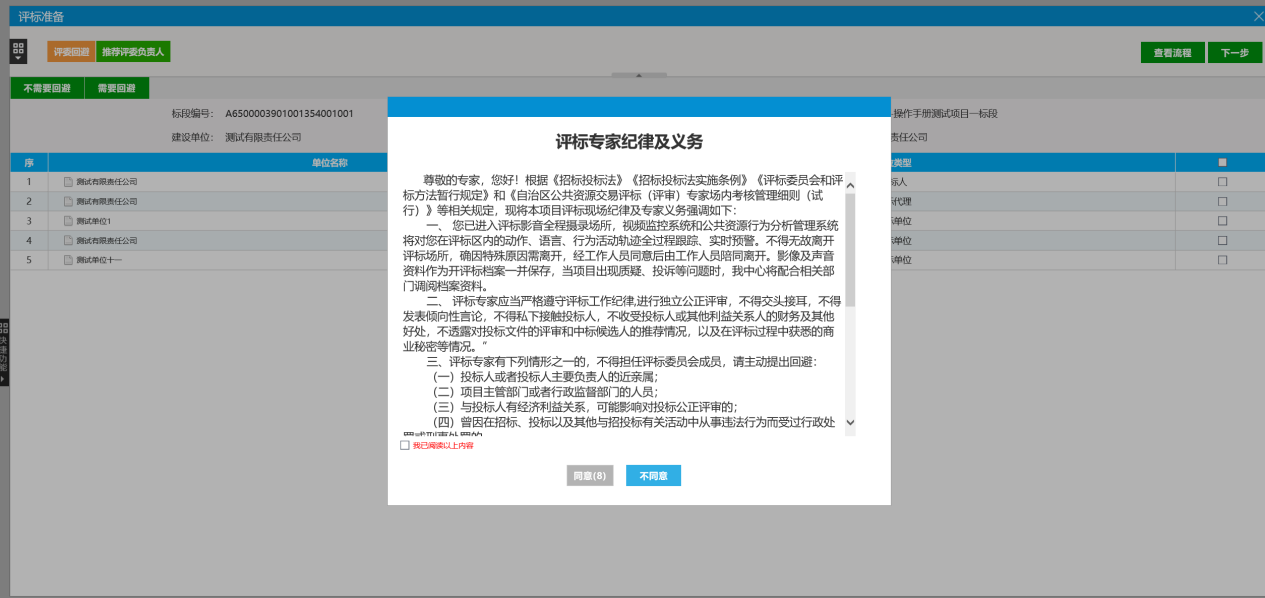 评标准备
评委回避 推荐评委负责人 查看流程 下一步
不需要回避 需要回避
标段编号： A6500003901001354001001 操作手册测试项目一标段
建设单位： 测试有限责任公司 责任公司
序 单位名称 类型
1 测试有限责任公司 标人
2 测试有限责任公司 代理
3 测试单位1 单位
4 测试有限责任公司 单位
5 测试单位十一 单位
快捷功能
评标专家纪律及义务
尊敬的专家，您好！根据《招标投标法》《招标投标法实施条例》《评标委员会和评
标方法暂行规定》和《自治区公共资源交易评标（评审）专家场内考核管理细则（试
行）》等相关规定，现将本项目评标现场纪律及专家义务强调如下：
一、 您已进入评标影音全程摄录场所，视频监控系统和公共资源行为分析管理系统
将对您在评标区内的动作、语言、行为活动轨迹全过程跟踪、实时预警。不得无故离开
评标场所，确因特殊原因需离开，经工作人员同意后由工作人员陪同离开。影像及声音
资料作为开评标档案一并保存，当项目出现质疑、投诉等问题时，我中心将配合相关部
门调阅档案资料。
二、 评标专家应当严格遵守评标工作纪律,进行独立公正评审，不得交头接耳，不得
发表倾向性言论，不得私下接触投标人，不收受投标人或其他利益关系人的财务及其他
好处，不透露对投标文件的评审和中标候选人的推荐情况，以及在评标过程中获悉的商
业秘密等情况。”
三、评标专家有下列情形之一的，不得担任评标委员会成员，请主动提出回避：
（一）投标人或者投标人主要负责人的近亲属；
（二）项目主管部门或者行政监督部门的人员；
（三）与投标人有经济利益关系，可能影响对投标公正评审的；
（四）曾因在招标、投标以及其他与招投标有关活动中从事违法行为而受过行政处
罚或刑事处罚的
我已阅读以上内容
同意(8) 不同意